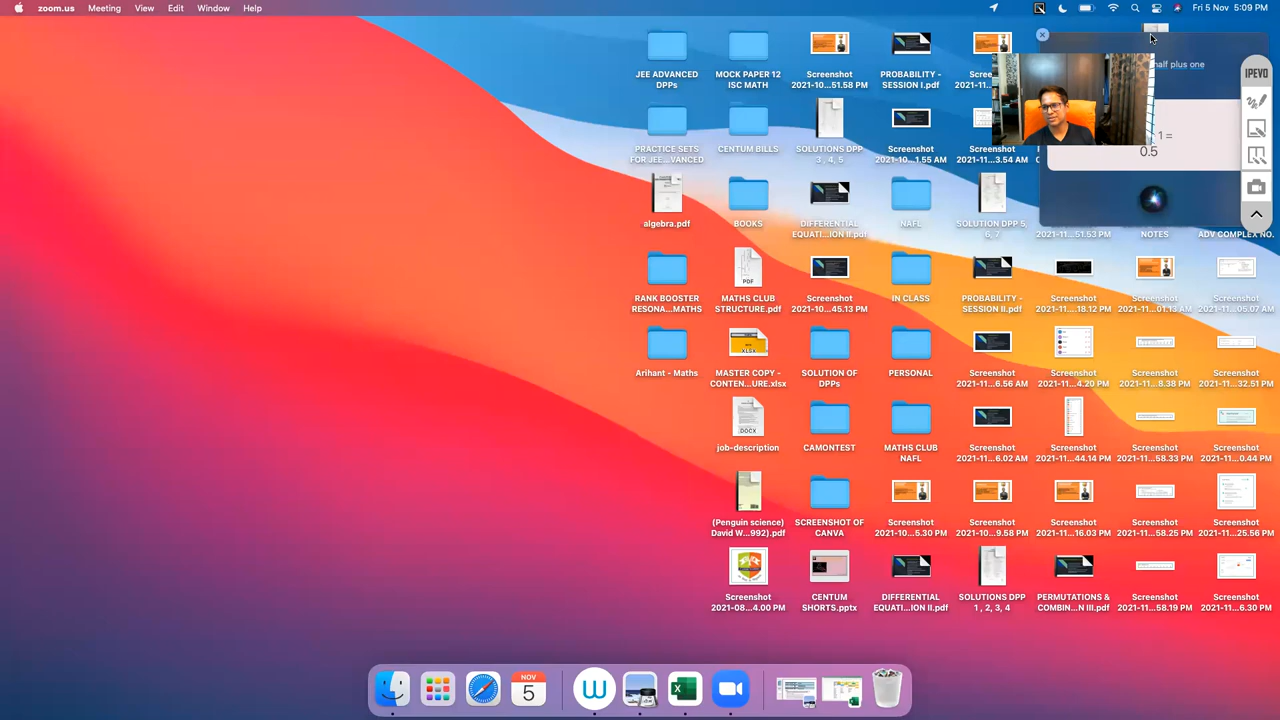 zoom.us Meeting View Edit Window Help
Fri 5 Nov 5:09 PM
half plus one
1 =
0.5
IPEVO
JEE ADVANCED
DPPs
MOCK PAPER 12
ISC MATH
Screenshot
2021-10...51.58 PM
PROBABILITY -
SESSION I.pdf
PRACTICE SETS
FOR JEE...VANCED
CENTUM BILLS
SOLUTIONS DPP
3 , 4, 5
Screenshot
2021-10...1.55 AM
Screenshot
2021-11...3.54 AM
algebra.pdf
BOOKS
DIFFERENTIAL
EQUATI...ION II.pdf
NAFL
SOLUTION DPP 5,
6, 7
2021-11...51.53 PM
NOTES
ADV COMPLEX NO.
RANK BOOSTER
RESONA...MATHS
PDF
MATHS CLUB
STRUCTURE.pdf
Screenshot
2021-10...45.13 PM
IN CLASS
PROBABILITY -
SESSION II.pdf
Screenshot
2021-11....18.12 PM
Screenshot
2021-11...01.13 AM
Screenshot
2021-11...05.07 AM
Arihant - Maths
XLSX
MASTER COPY -
CONTEN...URE.xlsx
SOLUTION OF
DPPs
PERSONAL
Screenshot
2021-11...6.56 AM
Screenshot
2021-11...4.20 PM
Screenshot
2021-11...8.38 PM
Screenshot
2021-11...32.51 PM
DOCX
job-description
CAMONTEST
MATHS CLUB
NAFL
Screenshot
2021-11...6.02 AM
Screenshot
2021-11...44.14 PM
Screenshot
2021-11...58.33 PM
Screenshot
2021-11...0.44 PM
(Penguin science)
David W...992).pdf
SCREENSHOT OF
CANVA
Screenshot
2021-10...5.30 PM
Screenshot
2021-10...9.58 PM
Screenshot
2021-11...16.03 PM
Screenshot
2021-11...58.25 PM
Screenshot
2021-11...25.56 PM
Screenshot
2021-08...4.00 PM
CENTUM
SHORTS.pptx
DIFFERENTIAL
EQUATI...ION II.pdf
SOLUTIONS DPP
1 , 2, 3, 4
PERMUTATIONS &
COMBIN...N III.pdf
Screenshot
2021-11...58.19 PM
Screenshot
2021-11...6.30 PM
NOV
5